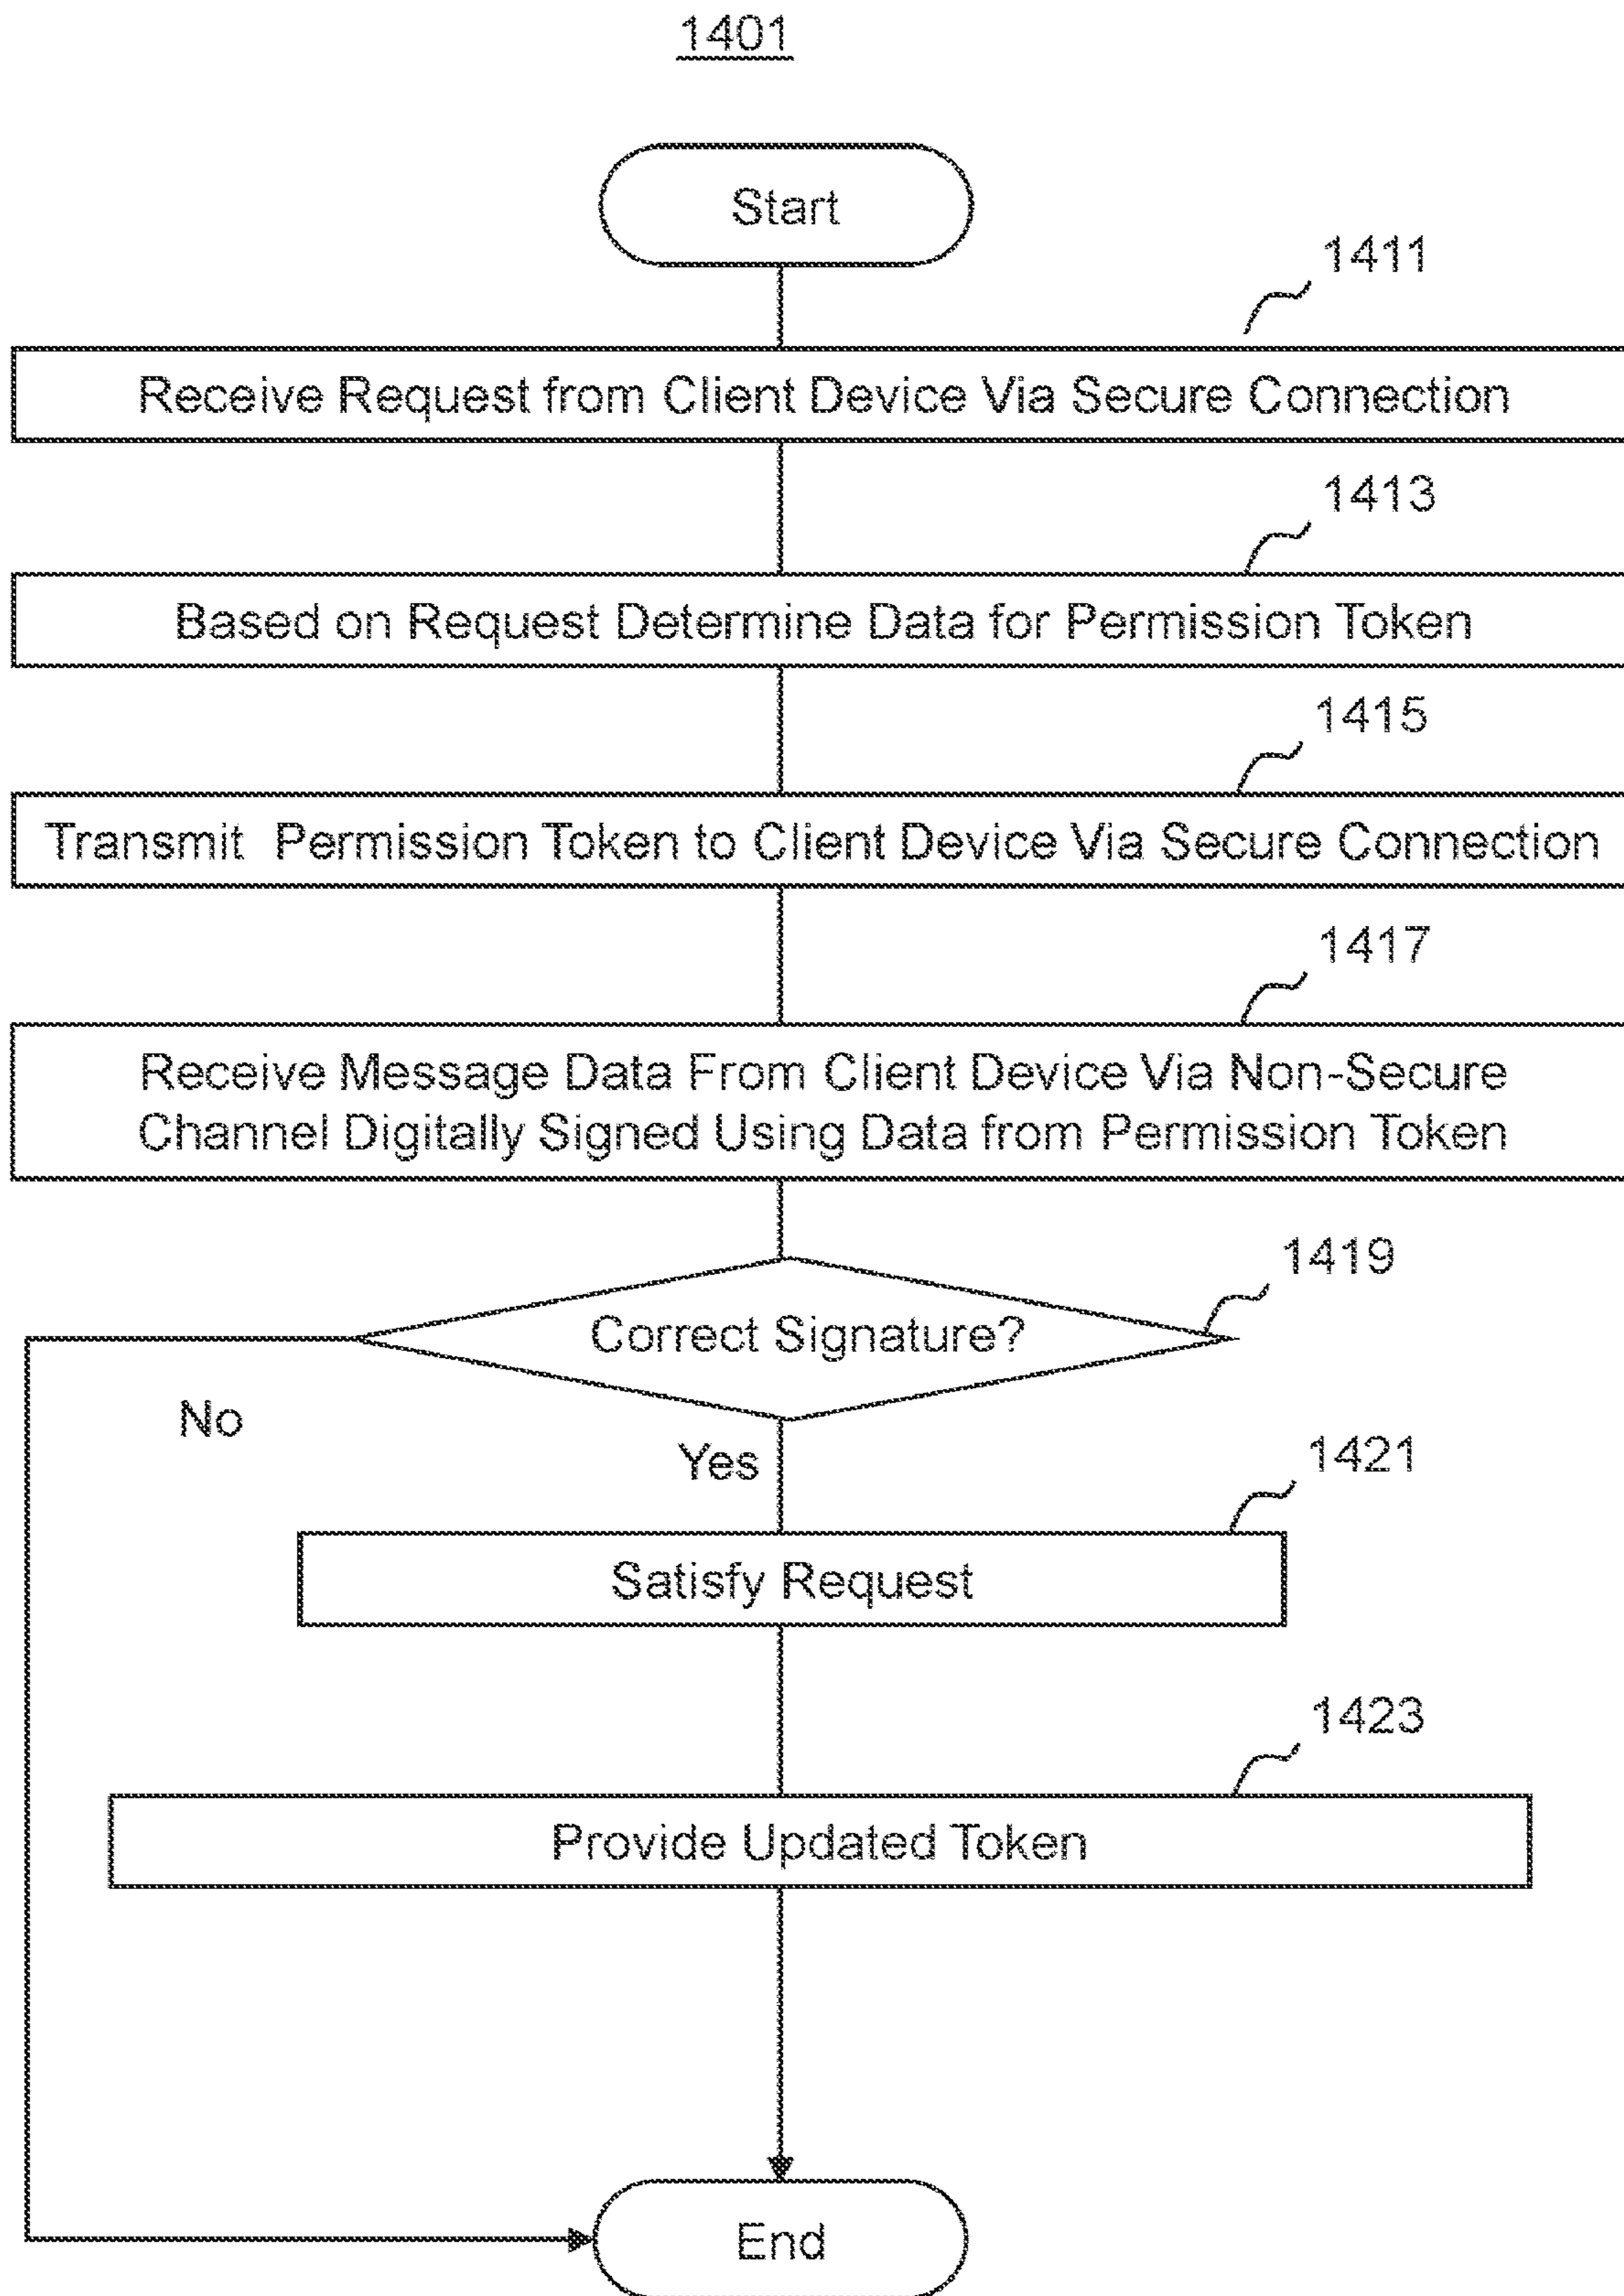 1401
Start
1411
Receive Request from Client Device Via Secure Connection
1413
Based on Request Determine Data for Permission Token
1415
Transmit Permission Token to Client Device Via Secure Connection
1417
Receive Message Data From Client Device Via Non-Secure
Channel Digitally Signed Using Data from Permission Token
1419
Correct Signature?
No
Yes
1421
Satisfy Request
1423
Provide Updated Token
End